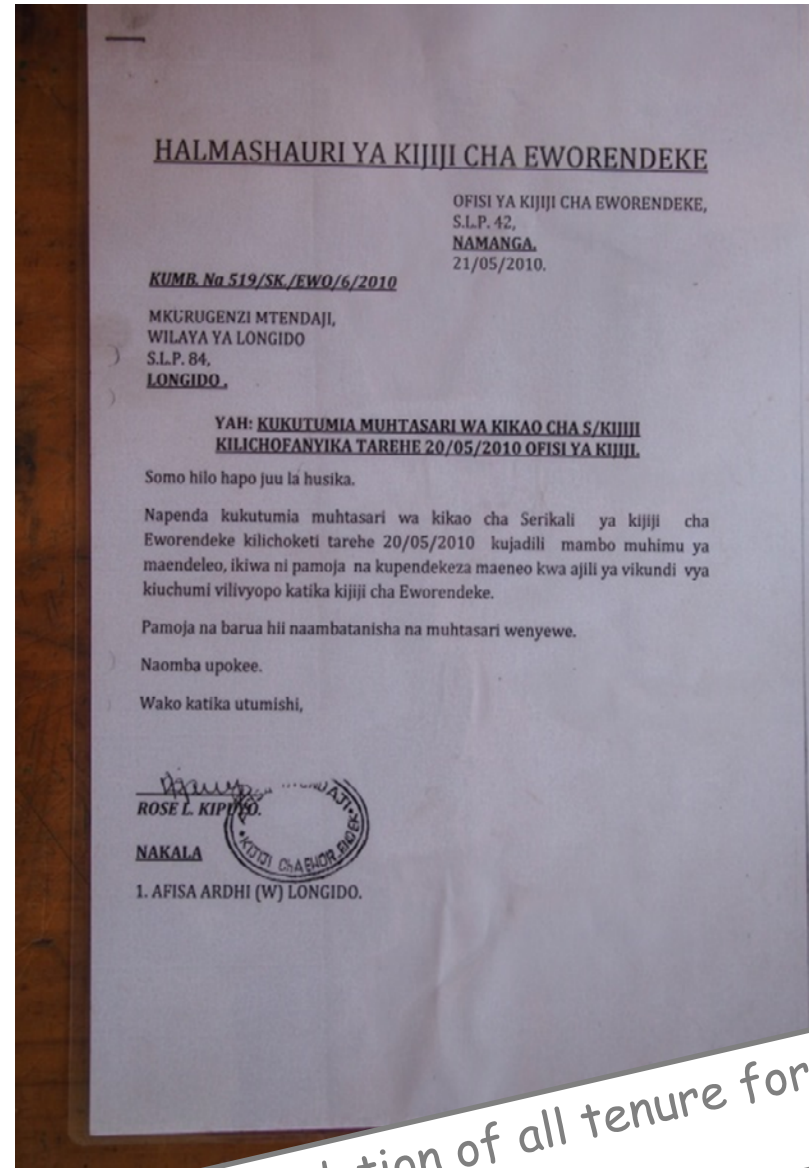 HALMASHAURI YA KIJIJI CHA EWORENDEKE
OFISI YA KIJIJI CHA EWORENDEKE,
S.L.P. 42,
NAMANGA.
21/05/2010.
KUMB. Na 519/SK./EWO/6/2010
MKURUGENZI MTENDAJI,
WILAYA YA LONGIDO
S.L.P. 84,
LONGIDO.
YAH: KUKUTUMIA MUHTASARI WA KIKAO CHA S/KIJIJI
KILICHOFANYIKA TAREHE 20/05/2010 OFISI YA KIJIJI.
Somo hilo hapo juu la husika.
Napenda kukutumia muhtasari wa kikao cha Serikali ya kijiji cha
Eworendeke kilichoketi tarehe 20/05/2010 kujadili mambo muhimu ya
maendeleo, ikiwa ni pamoja na kupendekeza maeneo kwa ajili ya vikundi vya
kiuchumi vilivyopo katika kijiji cha Eworendeke.
Pamoja na barua hii naambatanisha na muhtasari wenyewe.
Naomba upokee.
Wako katika utumishi,
ROSE L. KIPUYO.
KIJIJI
NAKALA
1. AFISA ARDHI (W) LONGIDO.
of all tenure for